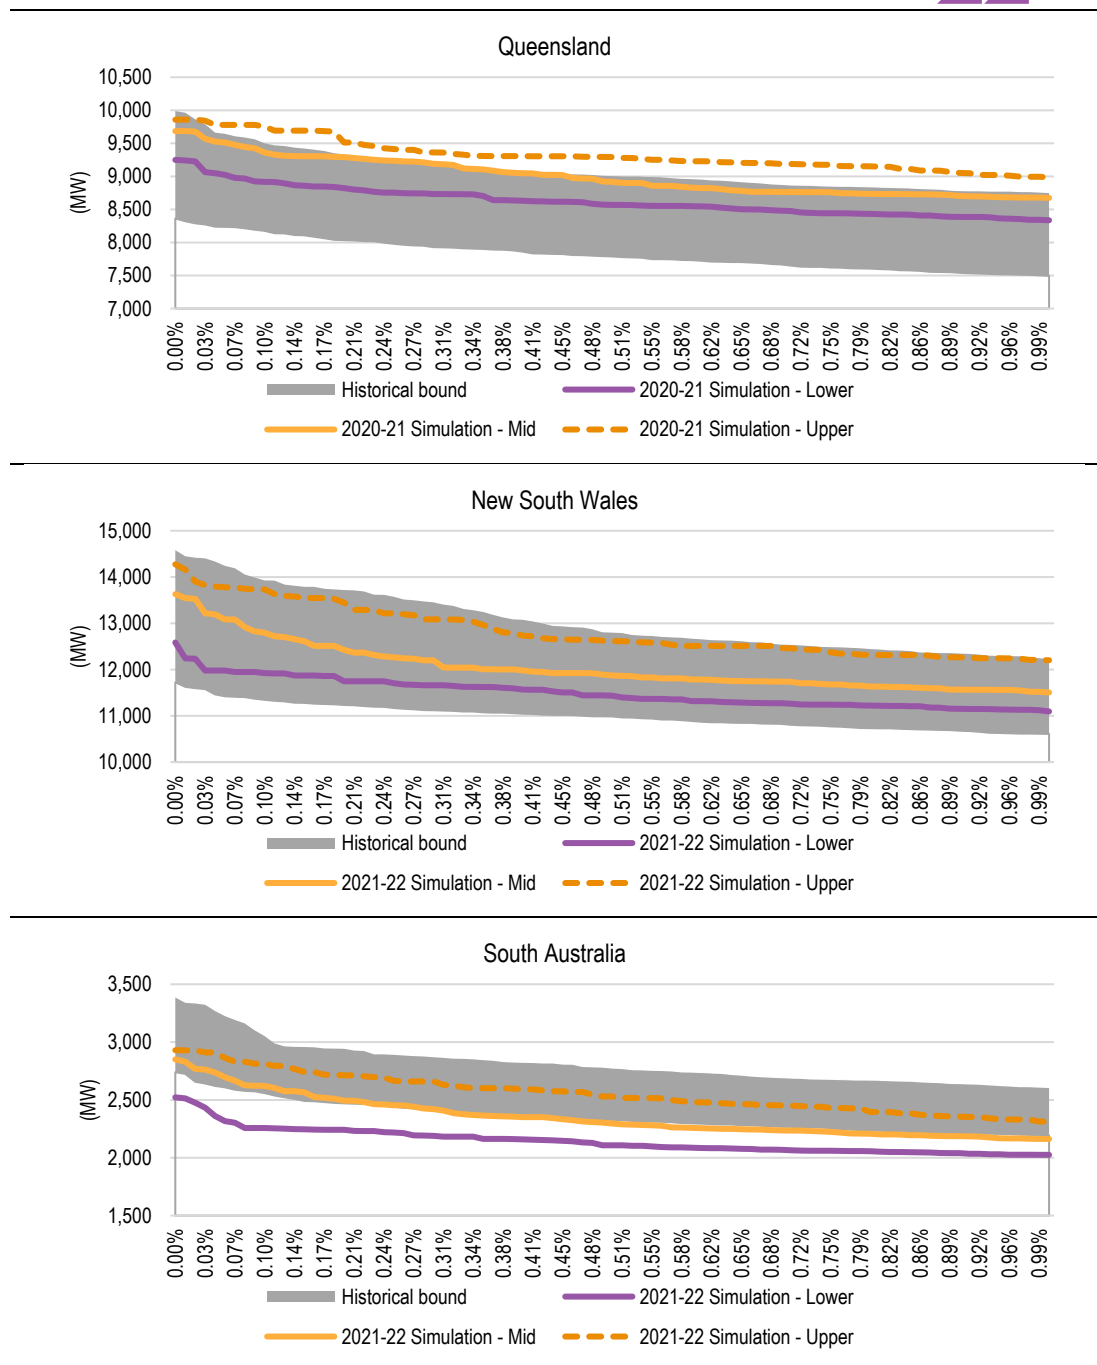 Queensland
10,500
10,000
9,500
9,000
8,500
8,000
7,500
7,000
(MW)
0.00% 0.03% 0.07% 0.10% 0.14% 0.17% 0.21% 0.24% 0.27% 0.31% 0.34% 0.38% 0.41% 0.45% 0.48% 0.51% 0.55% 0.58% 0.62% 0.65% 0.68% 0.72% 0.75% 0.79% 0.82% 0.86% 0.89% 0.92% 0.96% 0.99%
Historical bound 2020-21 Simulation - Lower
2020-21 Simulation - Mid 2020-21 Simulation - Upper
New South Wales
15,000
14,000
13,000
12,000
11,000
10,000
(MW)
0.00% 0.03% 0.07% 0.10% 0.14% 0.17% 0.21% 0.24% 0.27% 0.31% 0.34% 0.38% 0.41% 0.45% 0.48% 0.51% 0.55% 0.58% 0.62% 0.65% 0.68% 0.72% 0.75% 0.79% 0.82% 0.86% 0.89% 0.92% 0.96% 0.99%
Historical bound 2021-22 Simulation - Lower
2021-22 Simulation - Mid 2021-22 Simulation - Upper
South Australia
3,500
3,000
2,500
2,000
1,500
(MW)
0.00% 0.03% 0.07% 0.10% 0.14% 0.17% 0.21% 0.24% 0.27% 0.31% 0.34% 0.38% 0.41% 0.45% 0.48% 0.51% 0.55% 0.58% 0.62% 0.65% 0.68% 0.72% 0.75% 0.79% 0.82% 0.86% 0.89% 0.92% 0.96% 0.99%
Historical bound 2021-22 Simulation - Lower
2021-22 Simulation - Mid 2021-22 Simulation - Upper